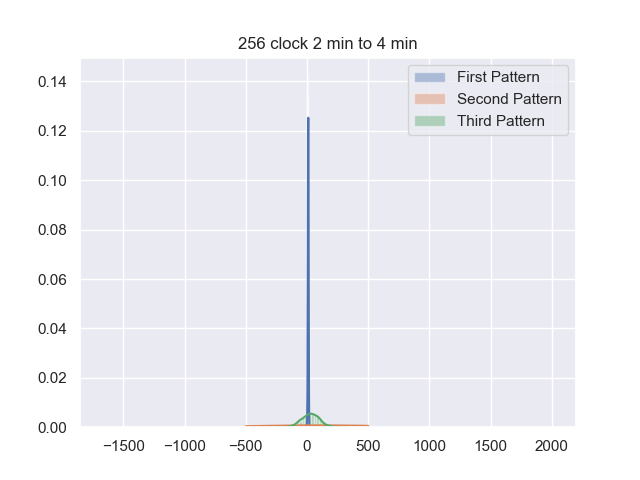 256 clock 2 min to 4 min
First Pattern
Second Pattern
Third Pattern
0.14
0.12
0.10
0.08
0.06
0.04
0.02
0.00
−1500 −1000 −500 0 500 1000 1500 2000